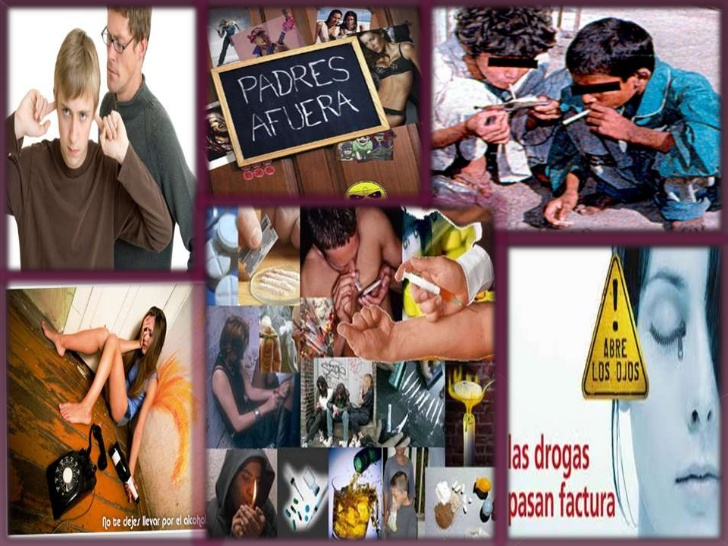 PADRES
AFUERA
No te dejes llevar por el alcohol
!
ABRE
LOS OJOS
las drogas
pasan factura